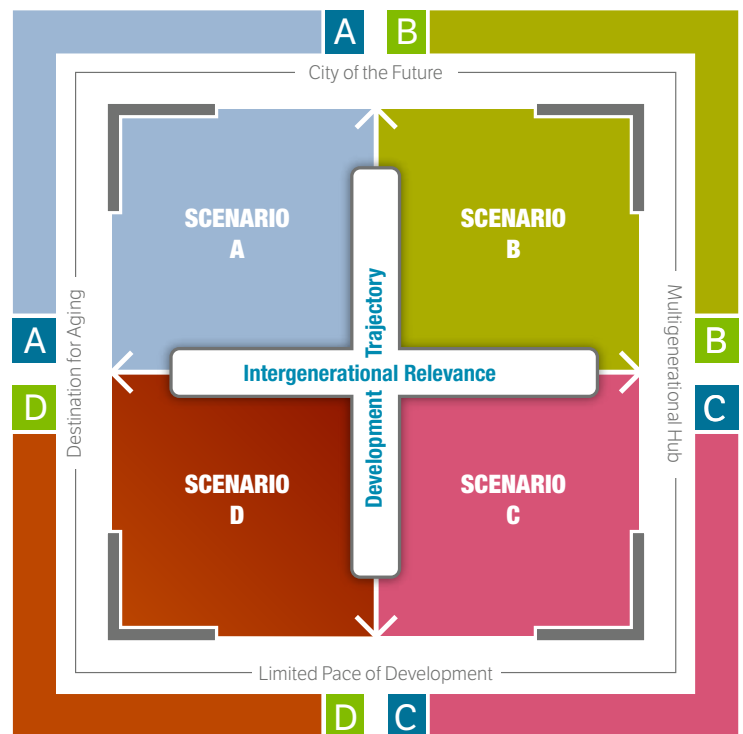 A B
City of the Future
SCENARIO
A
SCENARIO
B
Development Trajectory
Intergenerational Relevance
A
Destination for Aging
D
B
Multigenerational Hub
C
SCENARIO
D
SCENARIO
C
Limited Pace of Development
D C